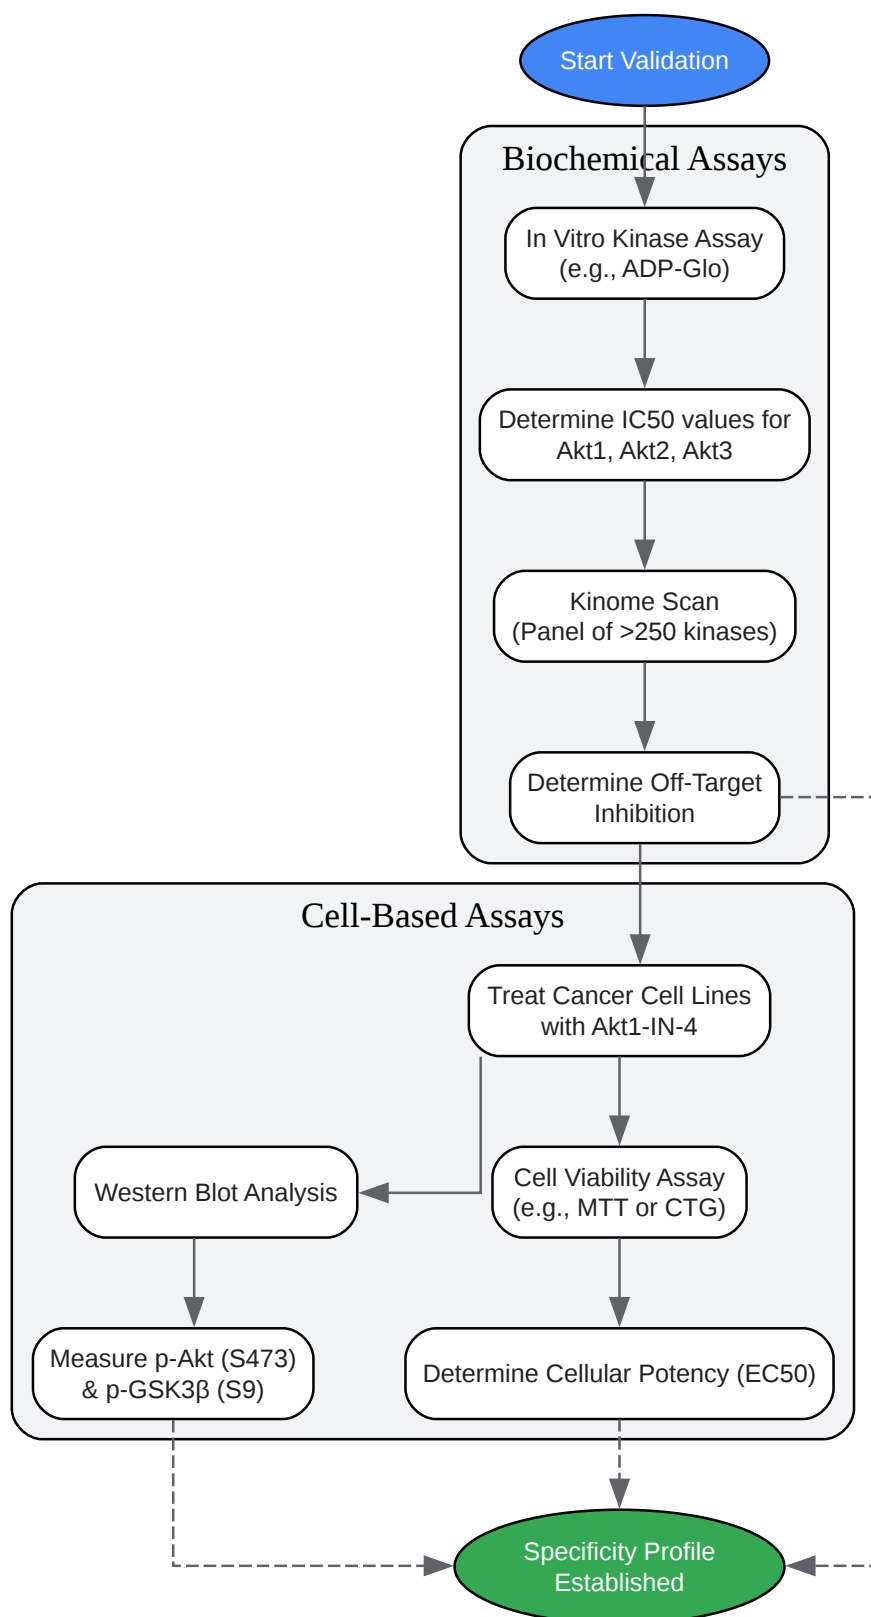 Start Validation
Biochemical Assays
In Vitro Kinase Assay
(e.g., ADP-Glo)
Determine IC50 values for
Akt1, Akt2, Akt3
Kinome Scan
(Panel of >250 kinases)
Determine Off-Target
Inhibition
Cell-Based Assays
Treat Cancer Cell Lines
with Akt1-IN-4
Western Blot Analysis
Cell Viability Assay
(e.g., MTT or CTG)
Measure p-Akt (S473)
& p-GSK3β (S9)
Determine Cellular Potency (EC50)
Specificity Profile
Established